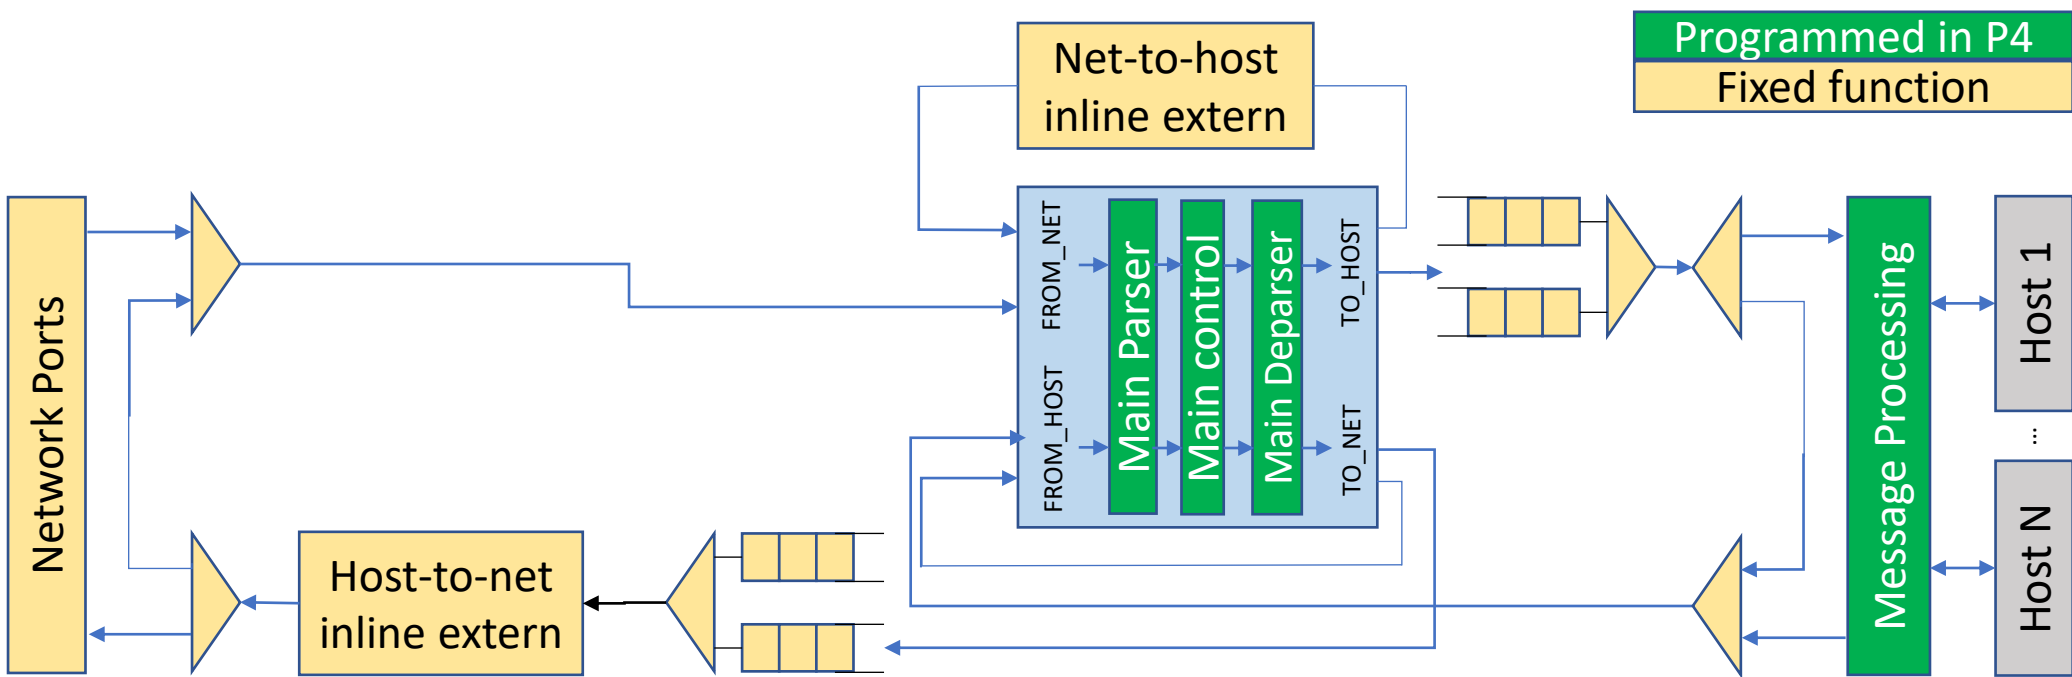 Programmed in P4
Fixed function
Net-to-host
inline extern
Network Ports
FROM_NET
FROM_HOST
Main Parser
Main control
Main Deparser
TO_HOST
TO_NET
Message Processing
Host 1
...
Host N
Host-to-net
inline extern